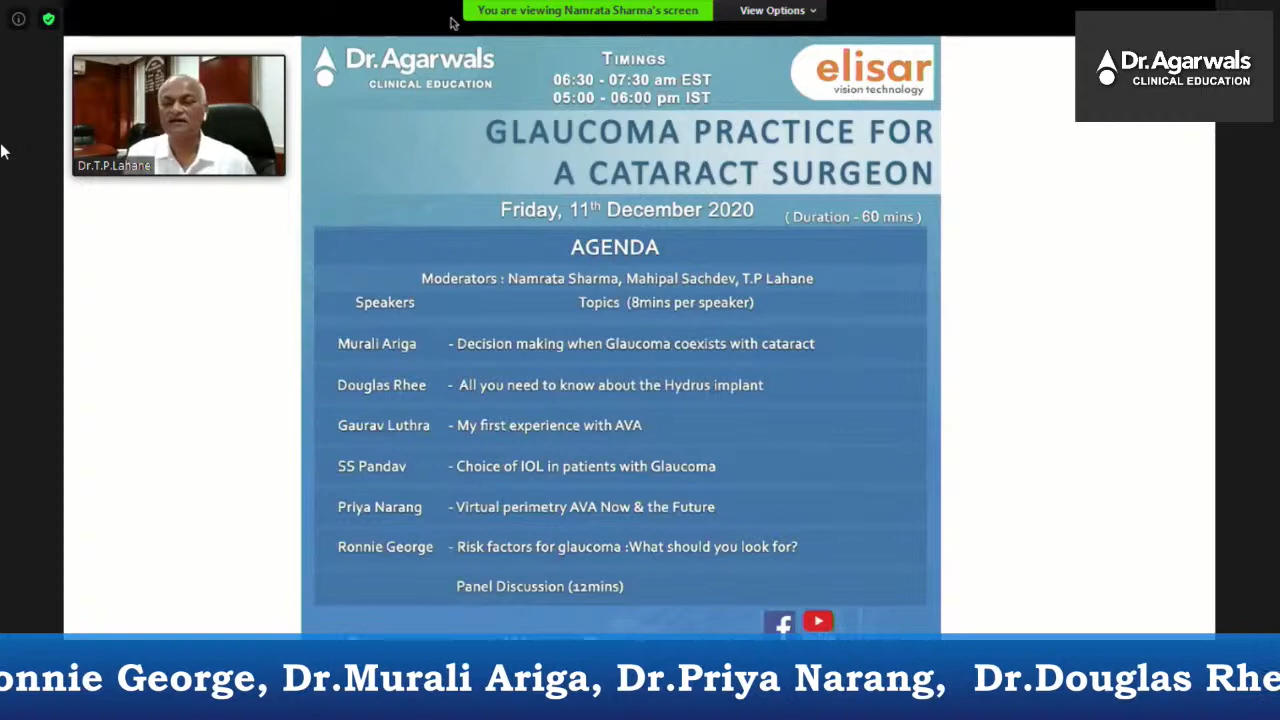 You are viewing Namrata Sharma's screen
View Options
Dr.Agarwals
CLINICAL EDUCATION
TIMINGS
06:30 - 07:30 am EST
05:00 - 06:00 pm IST
elisar
vision technology
Dr.Agarwals
CLINICAL EDUCATION
Dr.T.P.Lahane
GLAUCOMA PRACTICE FOR
A CATARACT SURGEON
Friday, 11th December 2020
( Duration - 60 mins )
AGENDA
Moderators : Namrata Sharma, Mahipal Sachdev, T.P Lahane
Speakers Topics (8mins per speaker)
Murali Ariga - Decision making when Glaucoma coexists with cataract
Douglas Rhee - All you need to know about the Hydrus implant
Gaurav Luthra - My first experience with AVA
SS Pandav - Choice of IOL in patients with Glaucoma
Priya Narang - Virtual perimetry AVA Now & the Future
Ronnie George - Risk factors for glaucoma :What should you look for?
Panel Discussion (12mins)
onnie George, Dr.Murali Ariga, Dr.Priya Narang, Dr.Douglas Rhe